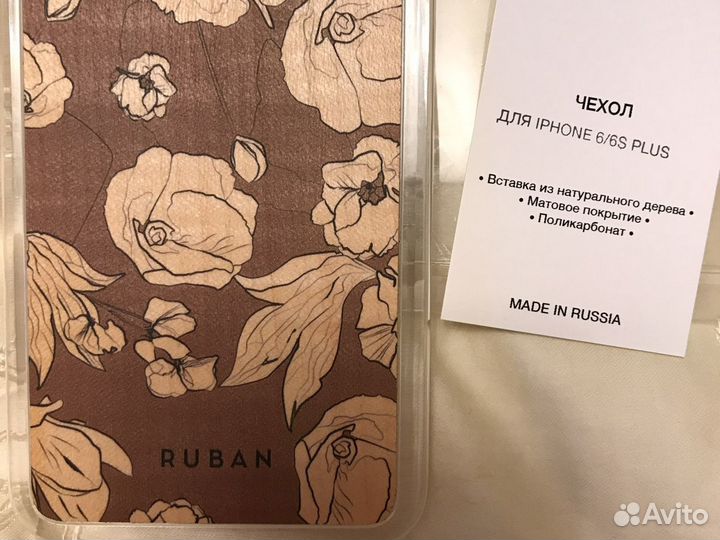 RUBAN
ЧЕХОЛ
ДЛЯ IPHONE 6/6S PLUS
• Вставка из натурального дерева •
• Матовое покрытие •
• Поликарбонат •
MADE IN RUSSIA
Avito